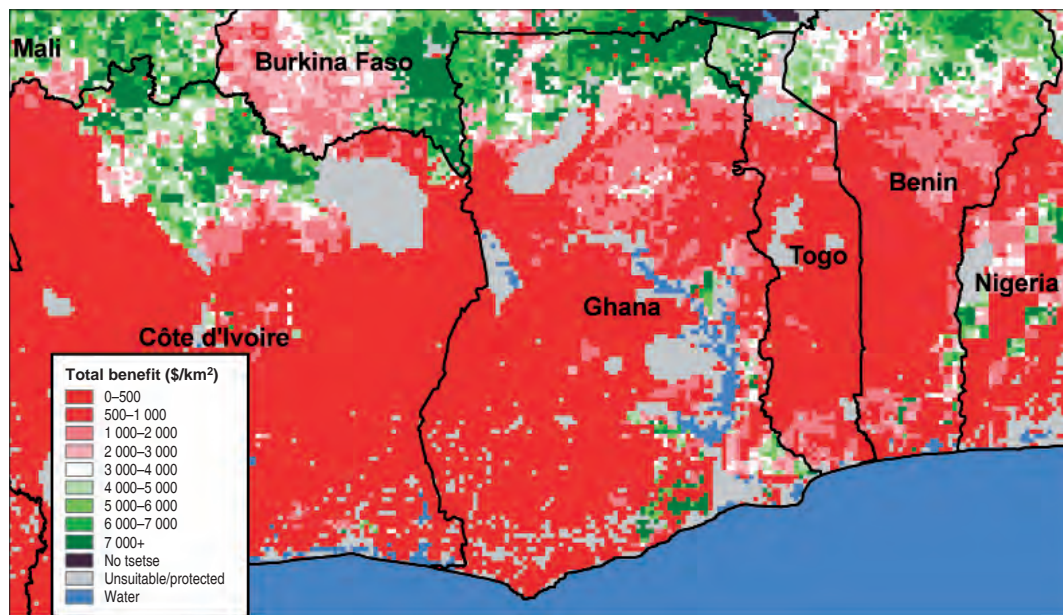 Mali
Burkina Faso
Benin
Togo
Nigeria
Ghana
Côte d'Ivoire
Total benefit ($/km²)
0–500
500–1 000
1 000–2 000
2 000–3 000
3 000–4 000
4 000–5 000
5 000–6 000
6 000–7 000
7 000+
No tsetse
Unsuitable/protected
Water